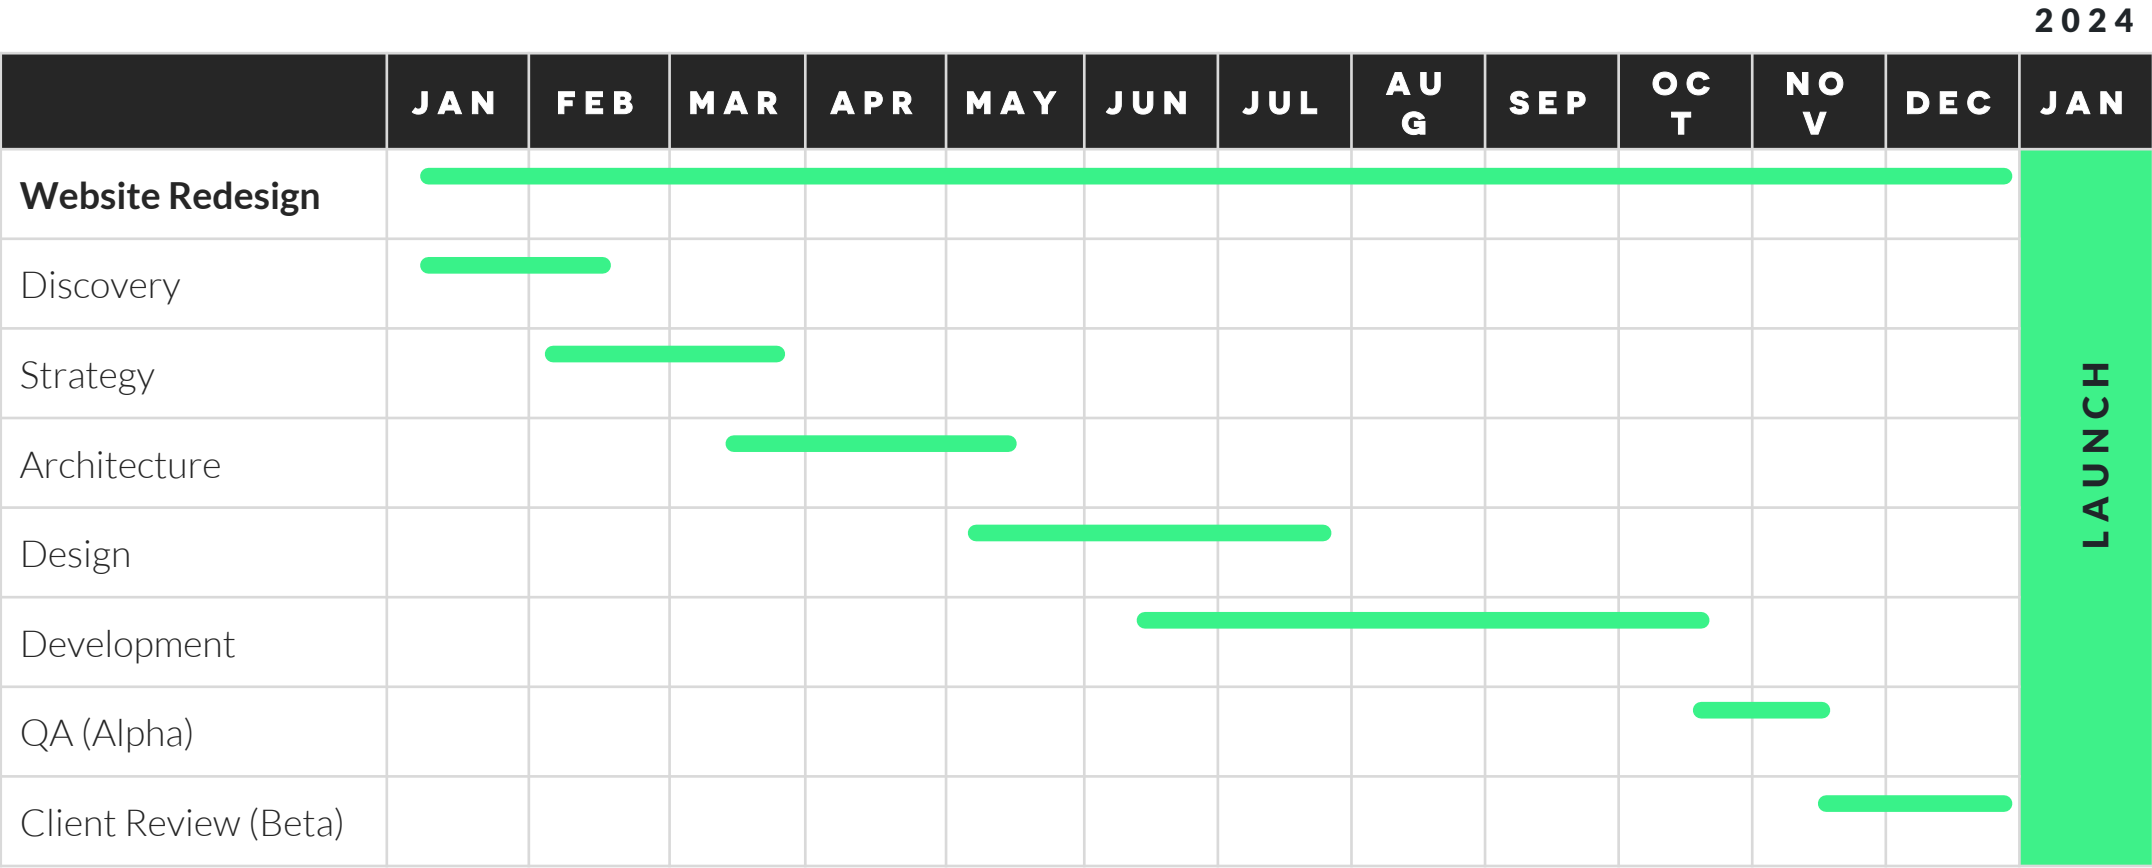 2024
JAN FEB MAR APR MAY JUN JUL AU
G SEP OC
T NO
V DEC JAN
Website Redesign
Discovery
Strategy
Architecture
Design
Development
QA (Alpha)
Client Review (Beta)
LAUNCH